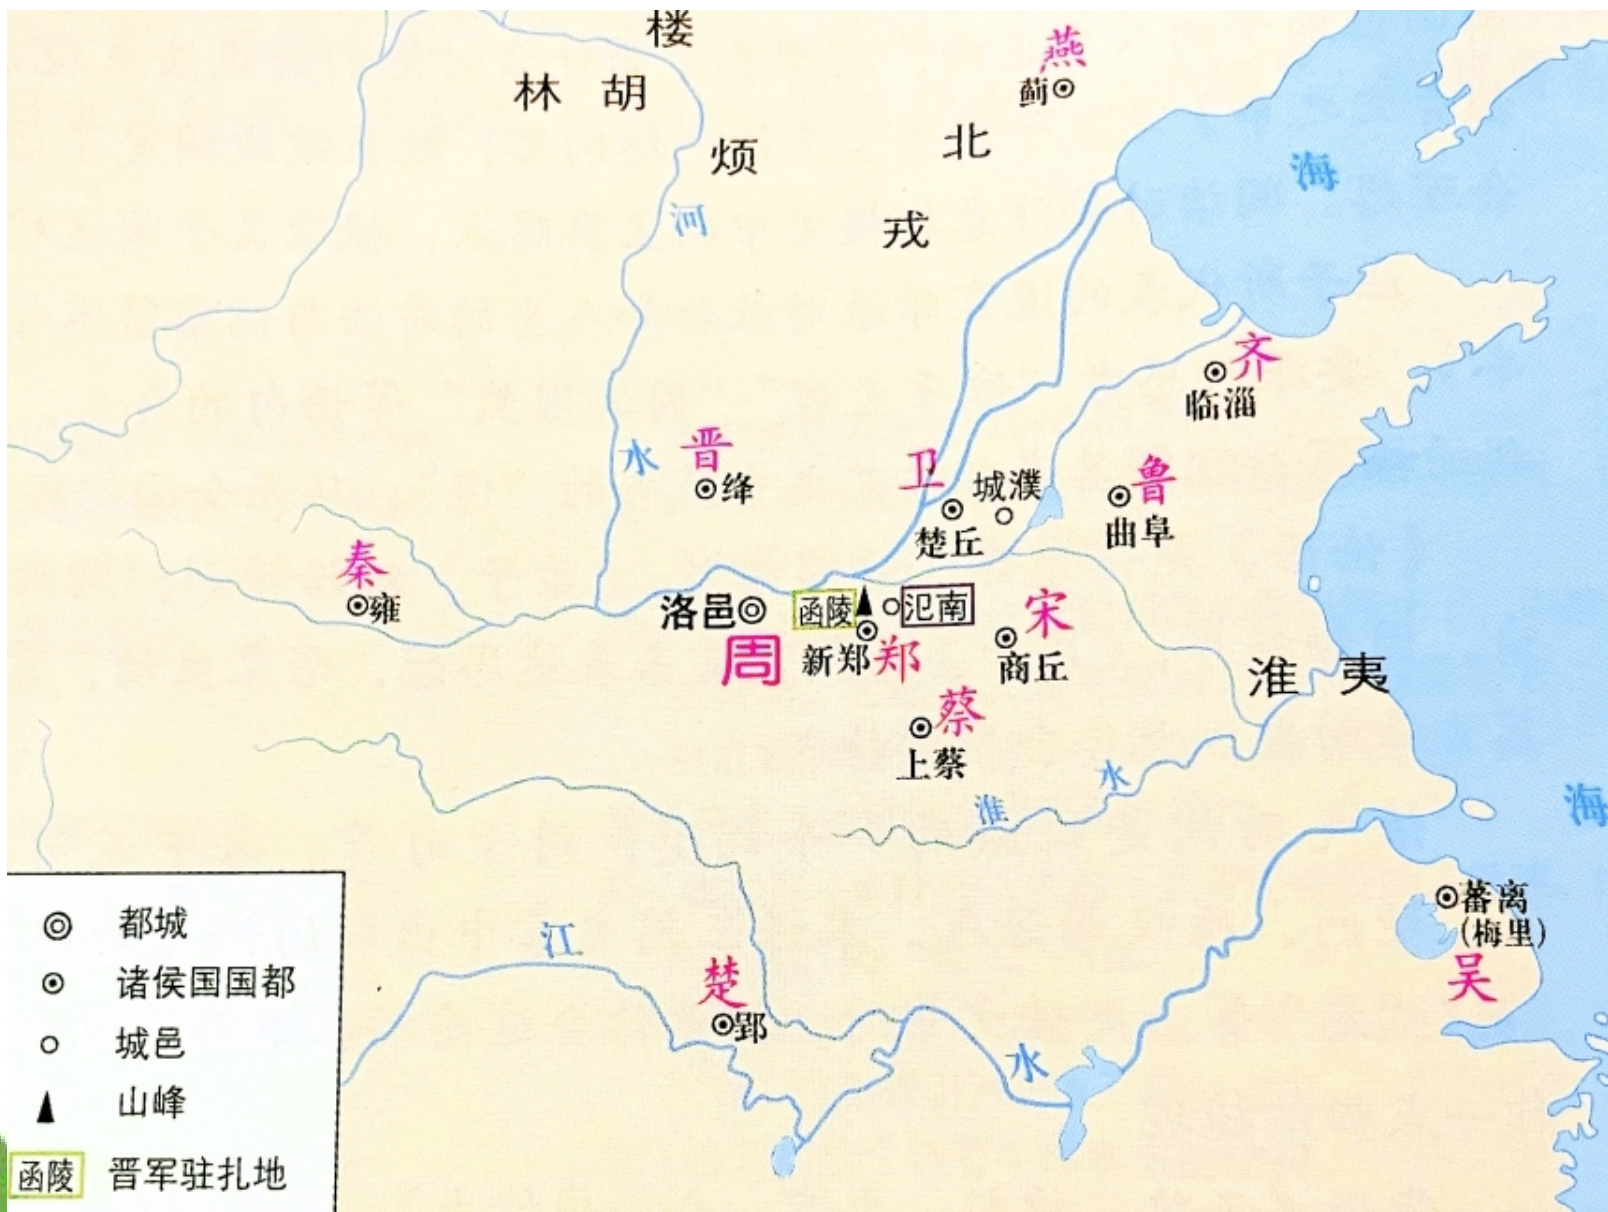 楼
林 胡
烦
燕
蓟
北
戎
海
河
水
晋
绛
卫
楚丘
城濮
齐
临淄
鲁
曲阜
秦
雍
洛邑
周
函陵
氾南
新郑
郑
宋
商丘
蔡
上蔡
淮 夷
淮 水
海
江
水
楚
郢
蕃离
(梅里)
吴
都城
诸侯国国都
城邑
山峰
函陵 晋军驻扎地